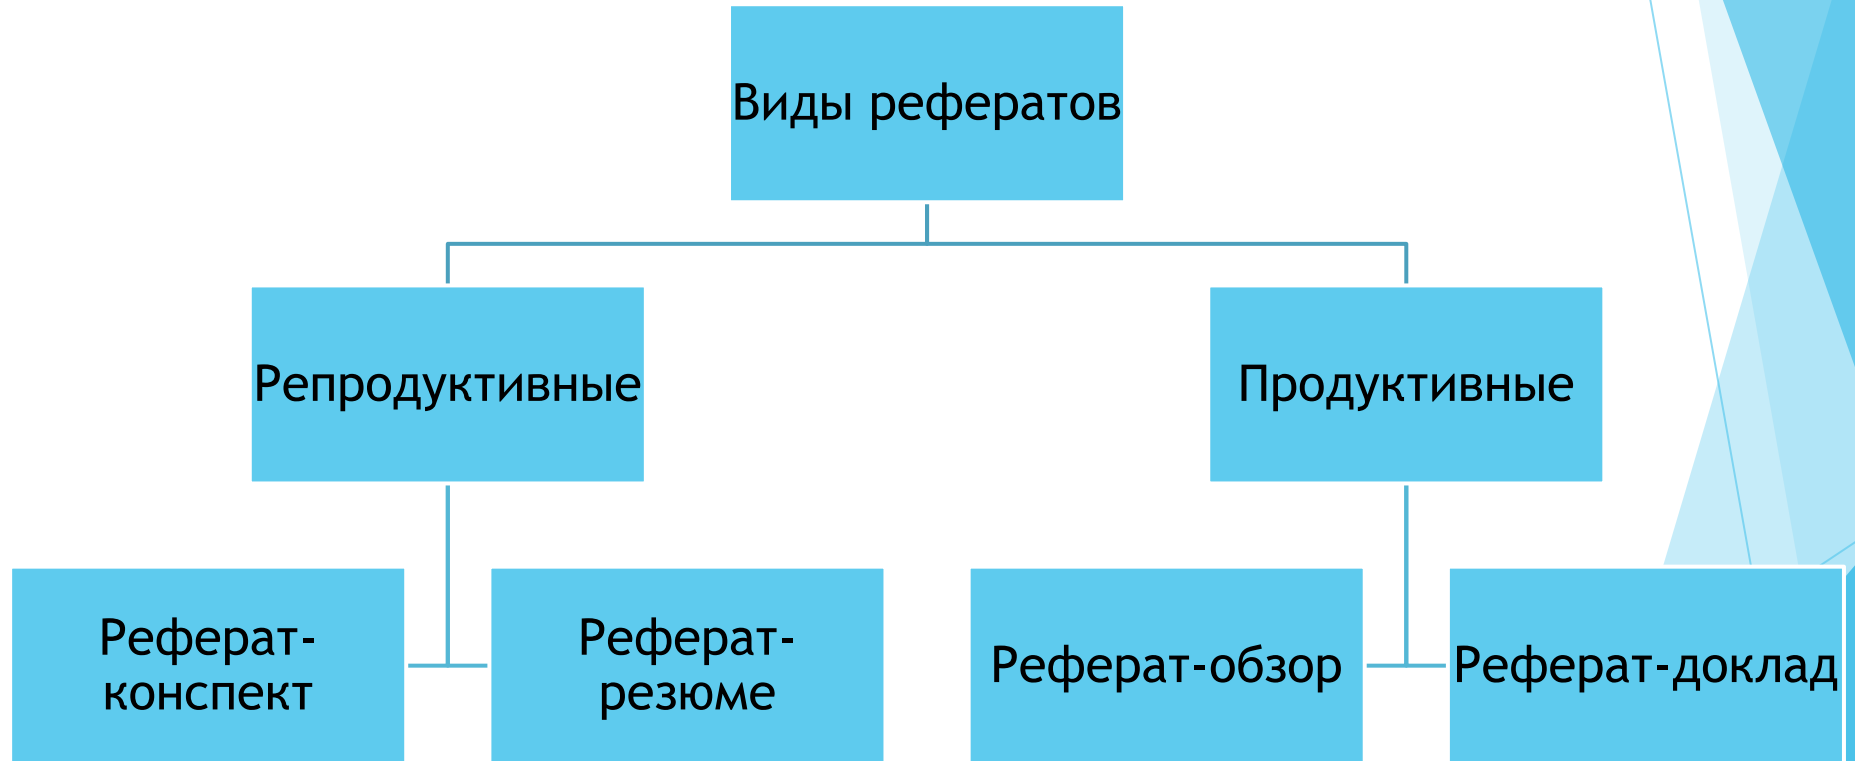 Виды рефератов
Репродуктивные
Продуктивные
Реферат-
конспект
Реферат-
резюме
Реферат-обзор
Реферат-доклад